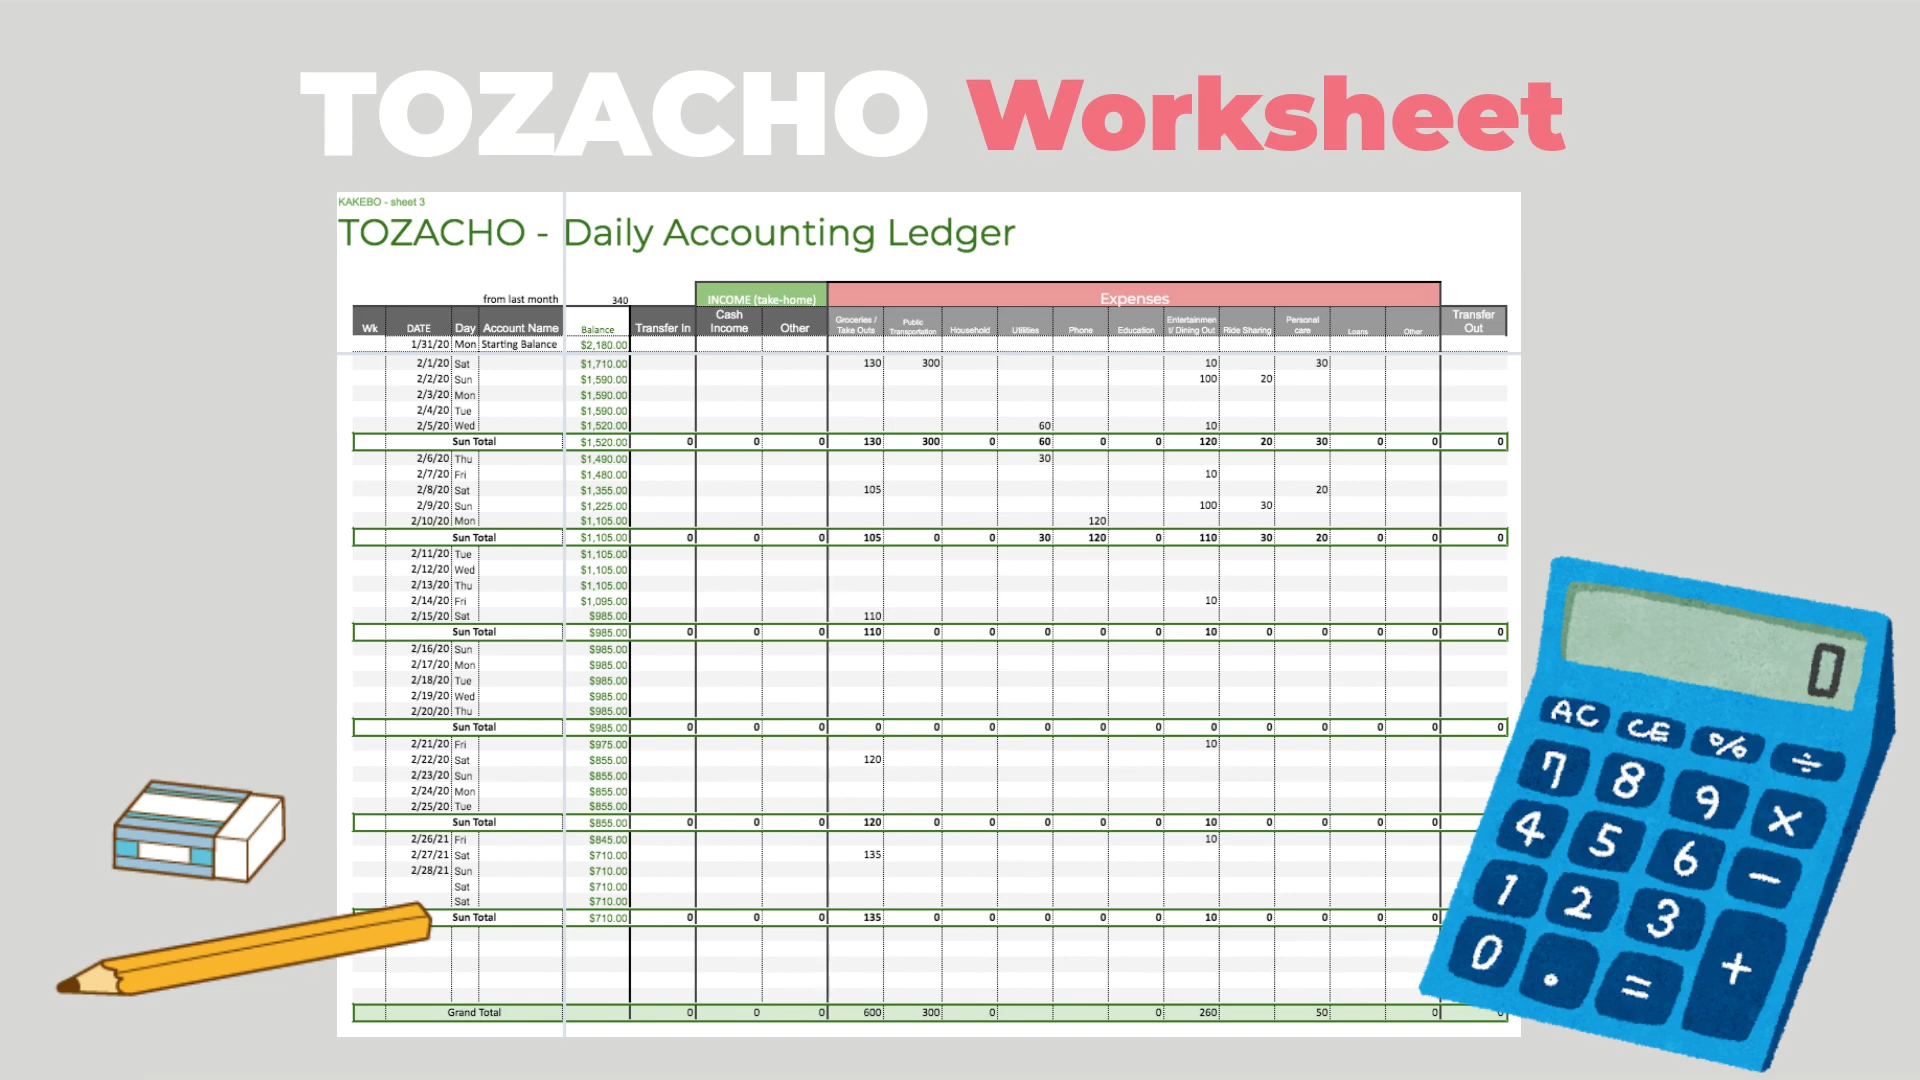 TOZACHO Worksheet
KAKEBO - sheet 3
TOZACHO - Daily Accounting Ledger
from last month 340 INCOME (take-home) Expenses
Wk DATE Day Account Name Balance Transfer In Cash Income Other Groceries / Take Outs Public Transportation Household Utilities Phone Education Entertainmen t/ Dining Out Ride Sharing Personal care Loans Other Transfer Out
1/31/20 Mon Starting Balance $2,180.00
2/1/20 Sat $1,710.00 130 300 10 30
2/2/20 Sun $1,590.00 100 20
2/3/20 Mon $1,590.00
2/4/20 Tue $1,590.00
2/5/20 Wed $1,520.00 60 10
Sun Total $1,520.00 0 0 0 130 300 0 60 0 0 120 20 30 0 0 0
2/6/20 Thu $1,490.00 30
2/7/20 Fri $1,480.00 10
2/8/20 Sat $1,355.00 105 20
2/9/20 Sun $1,225.00 100 30
2/10/20 Mon $1,105.00 120
Sun Total $1,105.00 0 0 0 105 0 0 30 120 0 110 30 20 0 0 0
2/11/20 Tue $1,105.00
2/12/20 Wed $1,105.00
2/13/20 Thu $1,105.00
2/14/20 Fri $1,095.00 10
2/15/20 Sat $985.00 110
Sun Total $985.00 0 0 0 110 0 0 0 0 0 10 0 0 0 0 0
2/16/20 Sun $985.00
2/17/20 Mon $985.00
2/18/20 Tue $985.00
2/19/20 Wed $985.00
2/20/20 Thu $985.00
Sun Total $985.00 0 0 0 0 0 0 0 0 0 0 0 0 0 0 0
2/21/20 Fri $975.00 10
2/22/20 Sat $855.00 120
2/23/20 Sun $855.00
2/24/20 Mon $855.00
2/25/20 Tue $855.00
Sun Total $855.00 0 0 0 120 0 0 0 0 0 10 0 0 0 0
2/26/21 Fri $845.00 10
2/27/21 Sat $710.00 135
2/28/21 Sun $710.00
Sat $710.00
Sat $710.00
Sun Total $710.00 0 0 0 135 0 0 0 0 0 10 0 0 0 0
Grand Total 0 0 0 600 300 0 0 260 50 0 0
0
AC CE % ÷
7 8 9 ×
4 5 6 −
1 2 3 +
0 . =